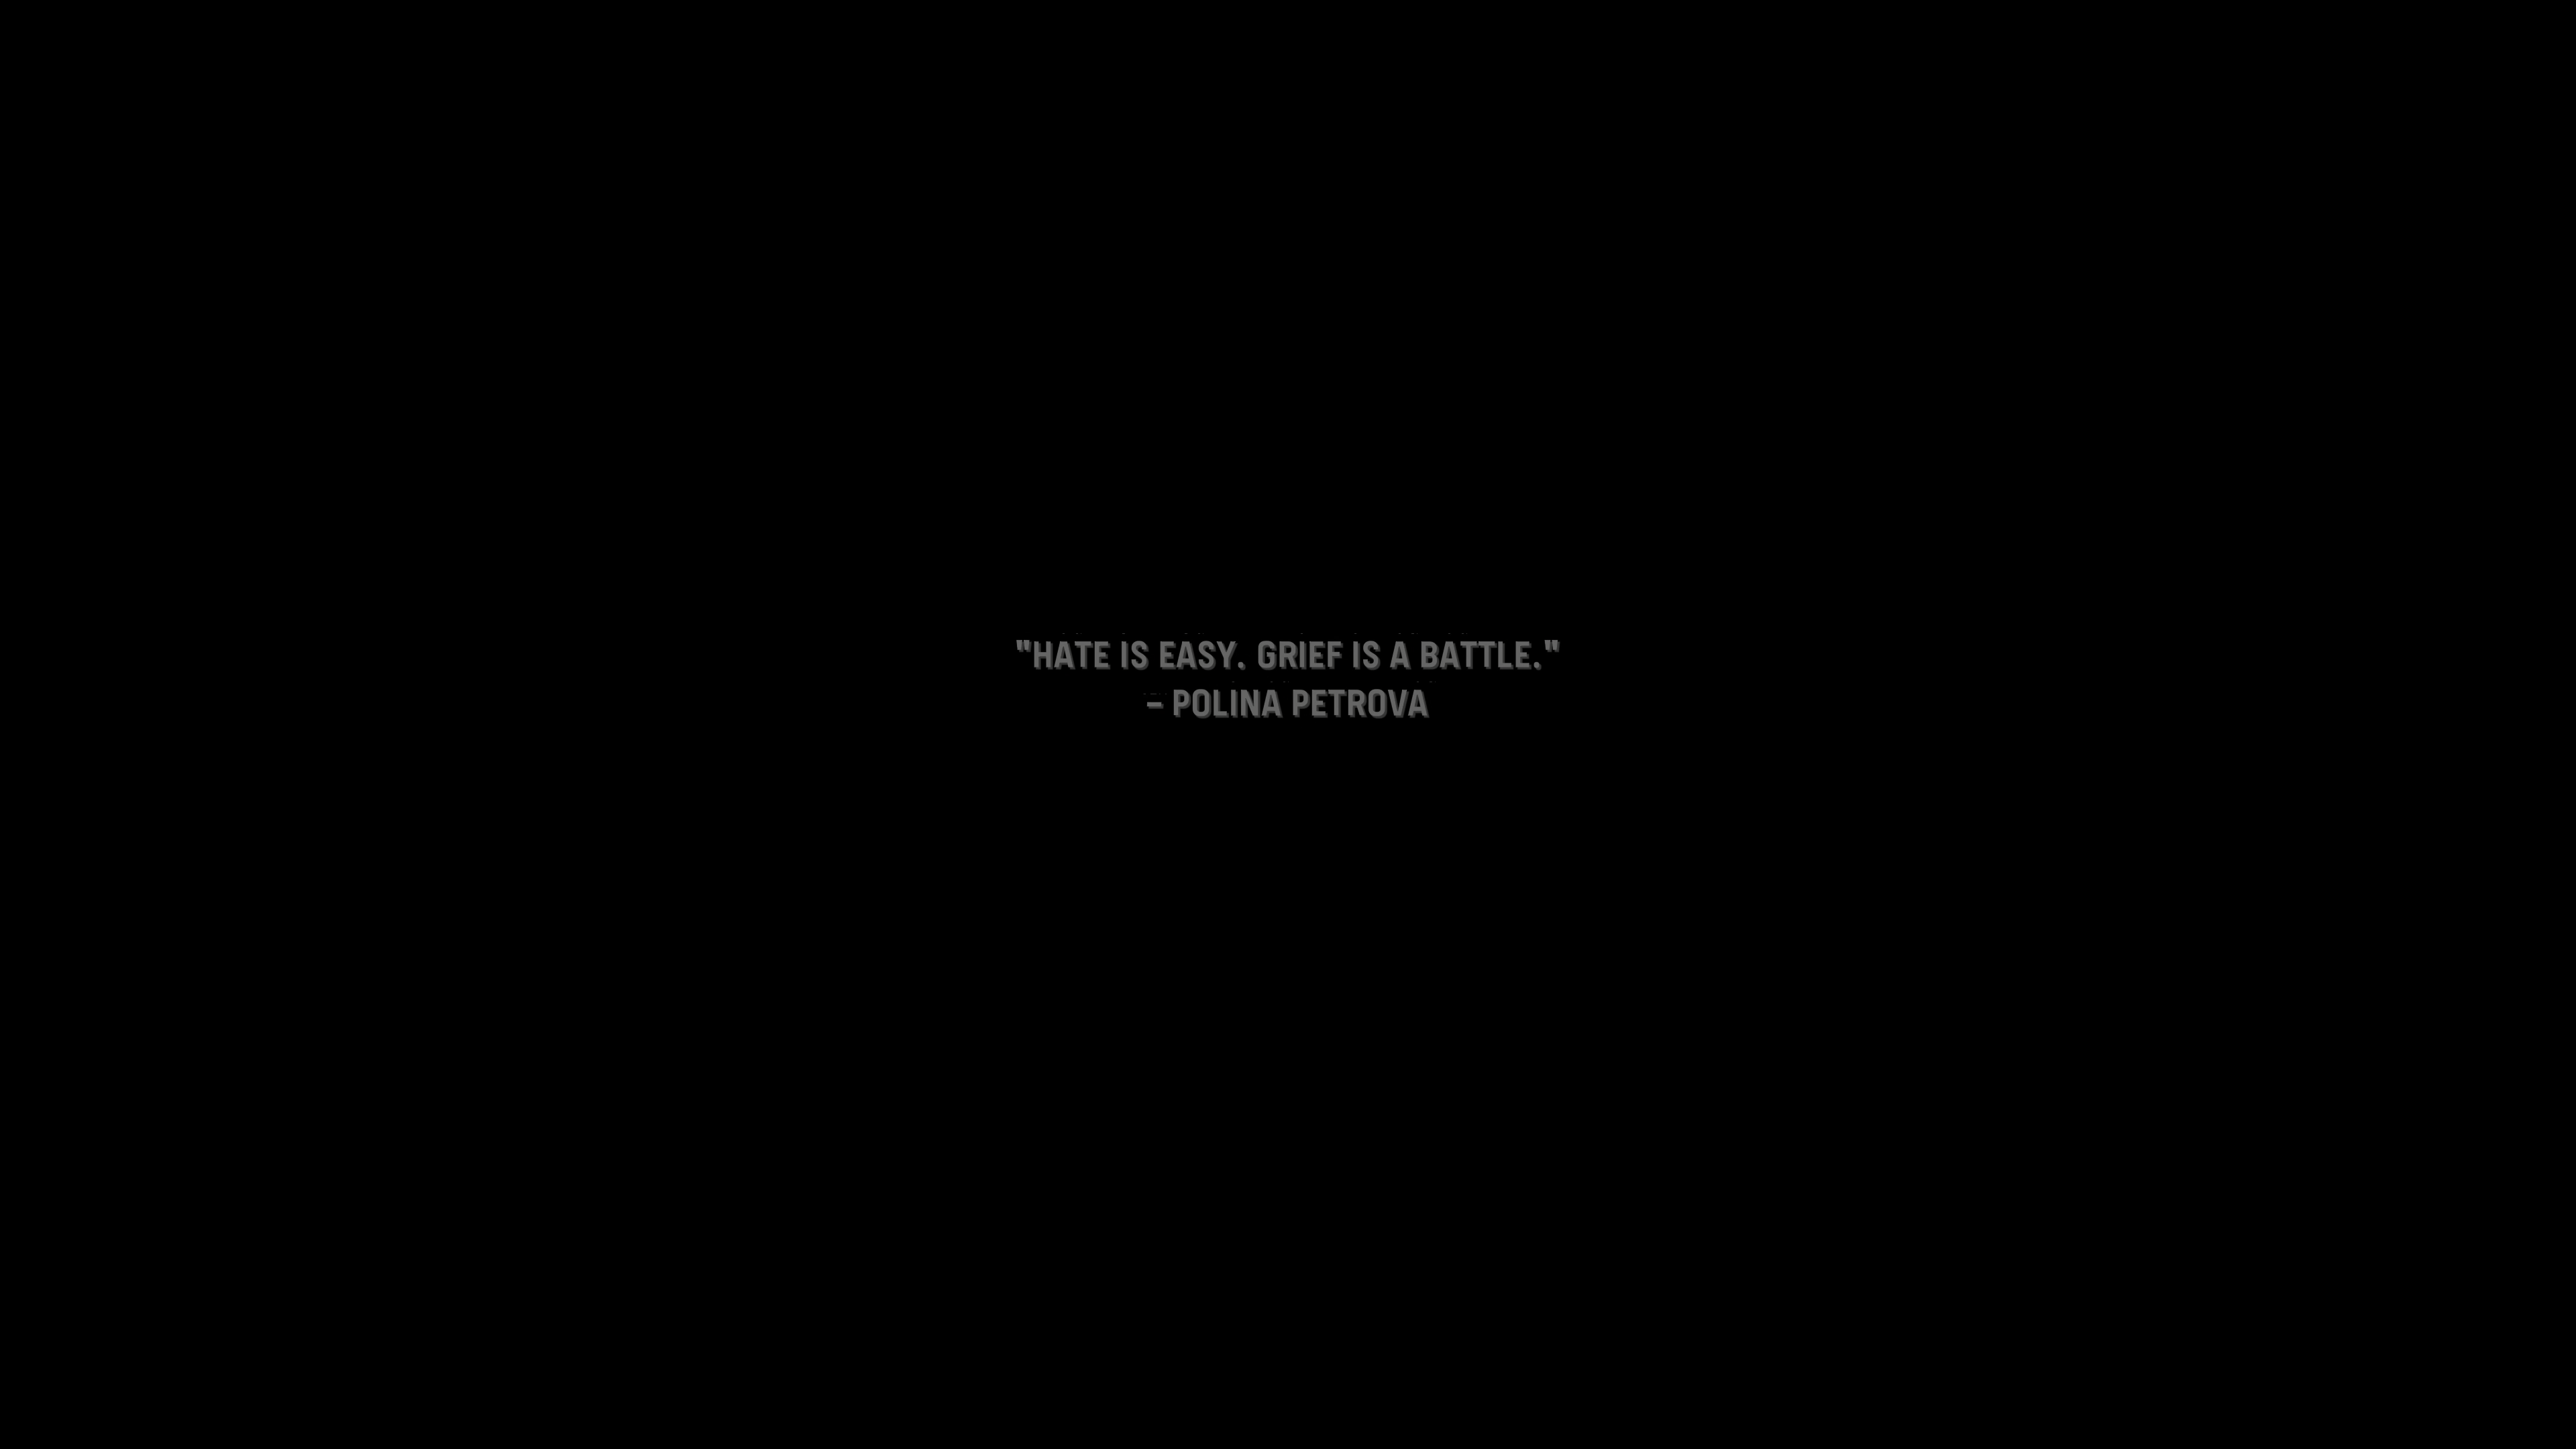 "HATE IS EASY. GRIEF IS A BATTLE."
– POLINA PETROVA